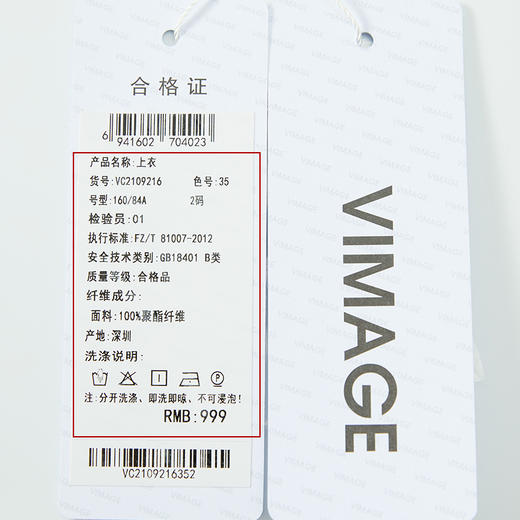 合格证
6 941602 704023
产品名称:上衣
货号:VC2109216 色号:35
号型:160/84A 2码
检验员:01
执行标准:FZ/T 81007-2012
安全技术类别:GB18401 B类
质量等级:合格品
纤维成分:
面料:100%聚酯纤维
产地:深圳
洗涤说明:
注:分开洗涤、即洗即晾、不可浸泡!
RMB:999
VC2109216352
VIMAGE